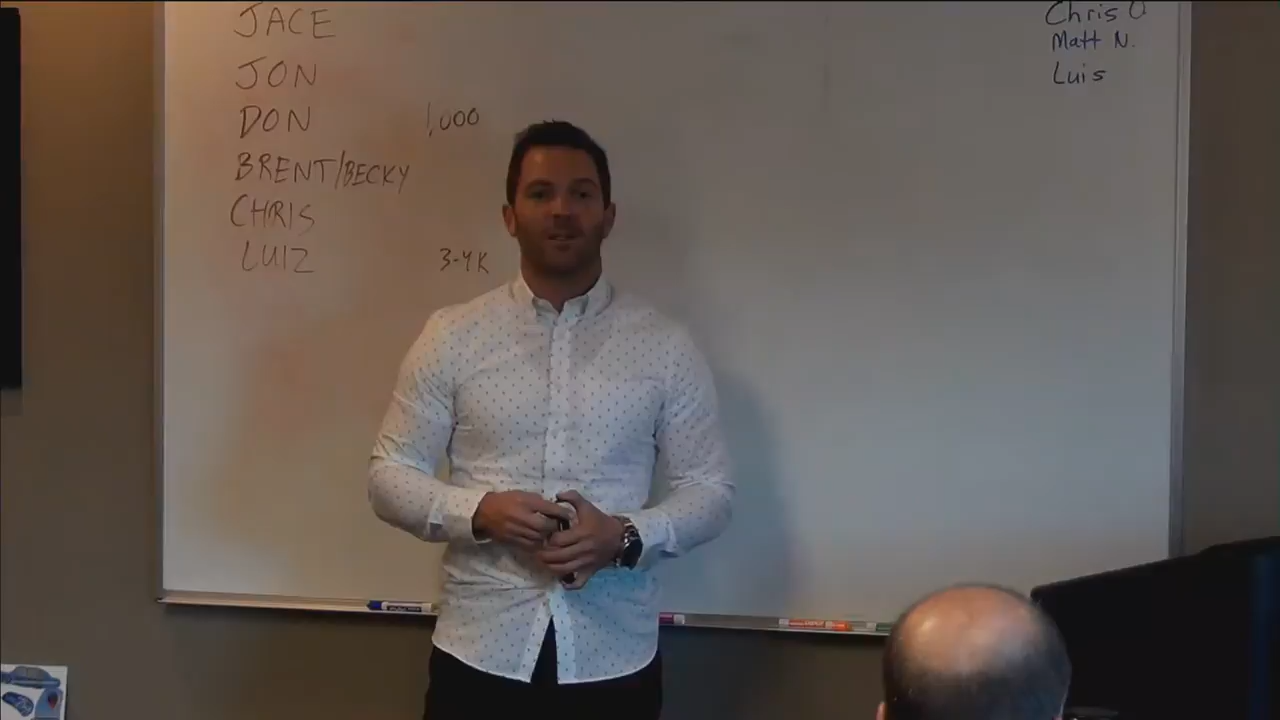 JACE
JON
DON 1,000
BRENT/BECKY
CHRIS
LUIZ 3-4K
Chris O
Matt N.
Luis